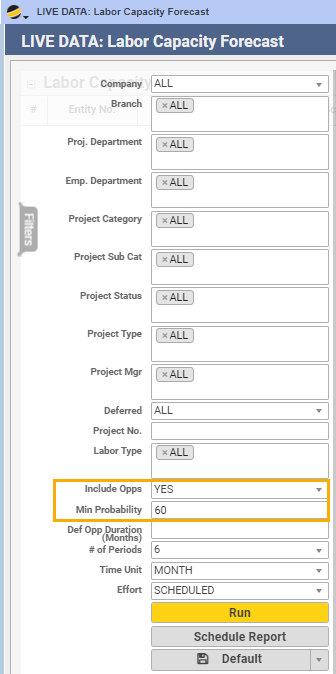 LIVE DATA: Labor Capacity Forecast
LIVE DATA: Labor Capacity Forecast
Labor Capacity
# Entity No.
Filters
Company ALL
Branch × ALL
Proj. Department × ALL
Emp. Department × ALL
Project Category × ALL
Project Sub Cat × ALL
Project Status × ALL
Project Type × ALL
Project Mgr × ALL
Deferred ALL
Project No.
Labor Type × ALL
Include Opps YES
Min Probability 60
Def Opp Duration
(Months)
# of Periods 6
Time Unit MONTH
Effort SCHEDULED
Run
Schedule Report
Default